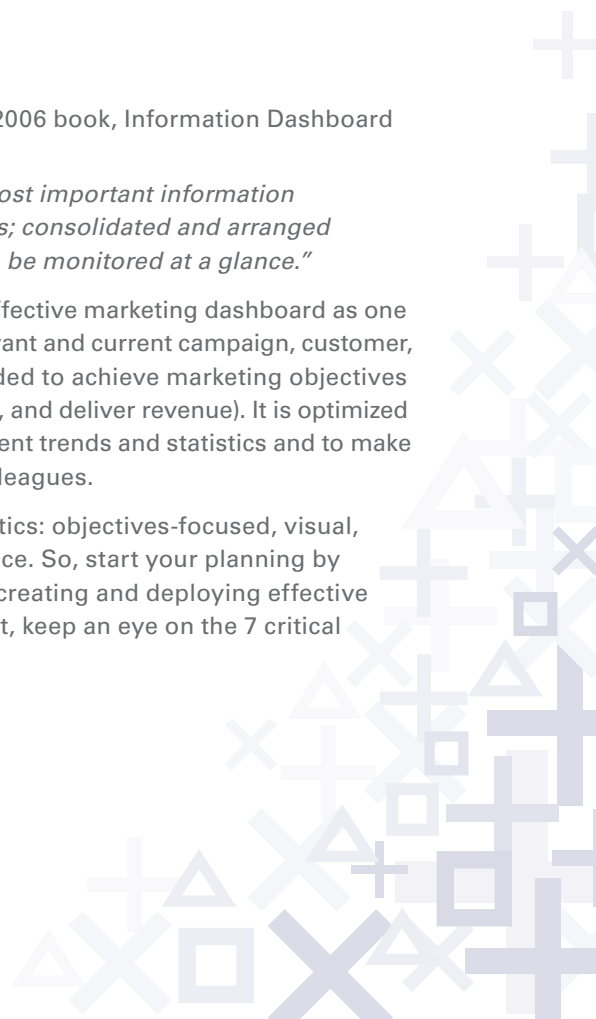 2006 book, Information Dashboard
ost important information
s; consolidated and arranged
be monitored at a glance.”
ffective marketing dashboard as one
vant and current campaign, customer,
ded to achieve marketing objectives
, and deliver revenue). It is optimized
ent trends and statistics and to make
leagues.
tics: objectives-focused, visual,
ce. So, start your planning by
creating and deploying effective
t, keep an eye on the 7 critical